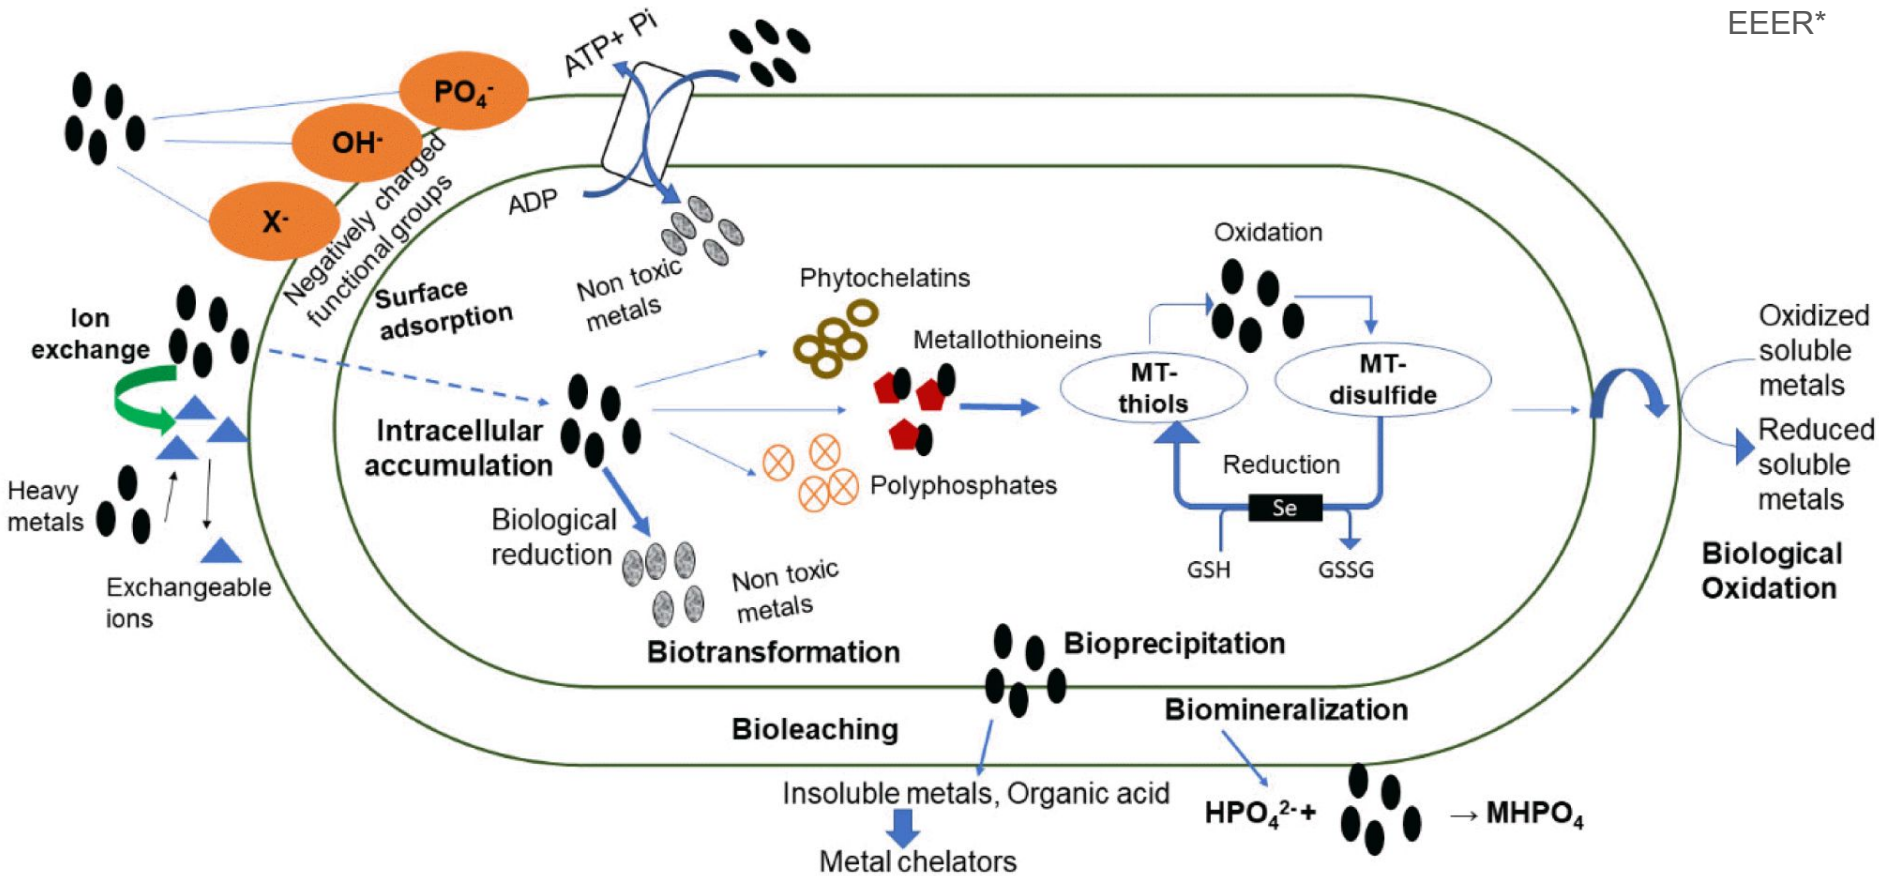 EEER*
ATP+ Pi
PO₄⁻
OH⁻
X⁻
Negatively charged
functional groups
ADP
Surface
adsorption
Non toxic
metals
Ion
exchange
Heavy
metals
Exchangeable
ions
Intracellular
accumulation
Biological
reduction
Non toxic
metals
Biotransformation
Phytochelatins
Metallothioneins
Polyphosphates
Oxidation
MT-
thiols
MT-
disulfide
Reduction
Se
GSH
GSSG
Oxidized
soluble
metals
Reduced
soluble
metals
Biological
Oxidation
Bioprecipitation
Bioleaching
Biomineralization
Insoluble metals, Organic acid
Metal chelators
HPO₄²⁻+ → MHPO₄